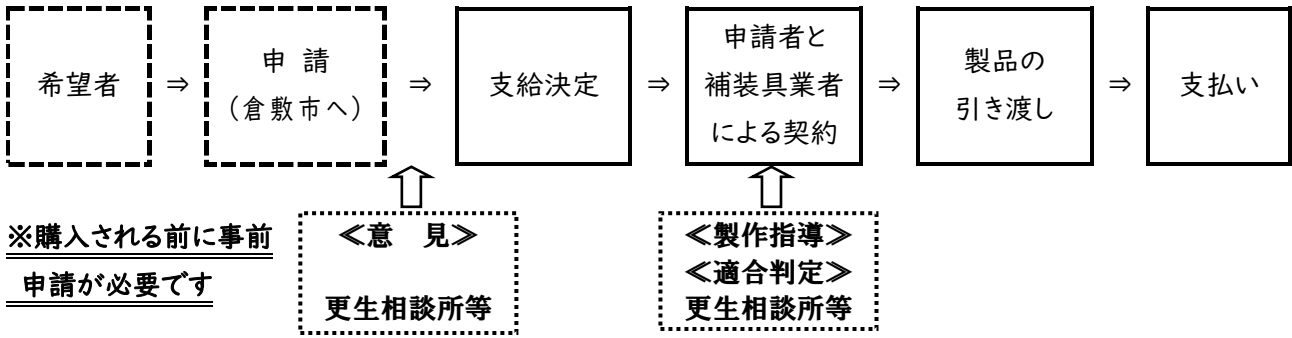 希望者
⇒
申 請
(倉敷市へ)
⇒
支給決定
⇒
申請者と
補装具業者
による契約
⇒
製品の
引き渡し
⇒
支払い
※購入される前に事前
申請が必要です
≪意 見≫
更生相談所等
≪製作指導≫
≪適合判定≫
更生相談所等